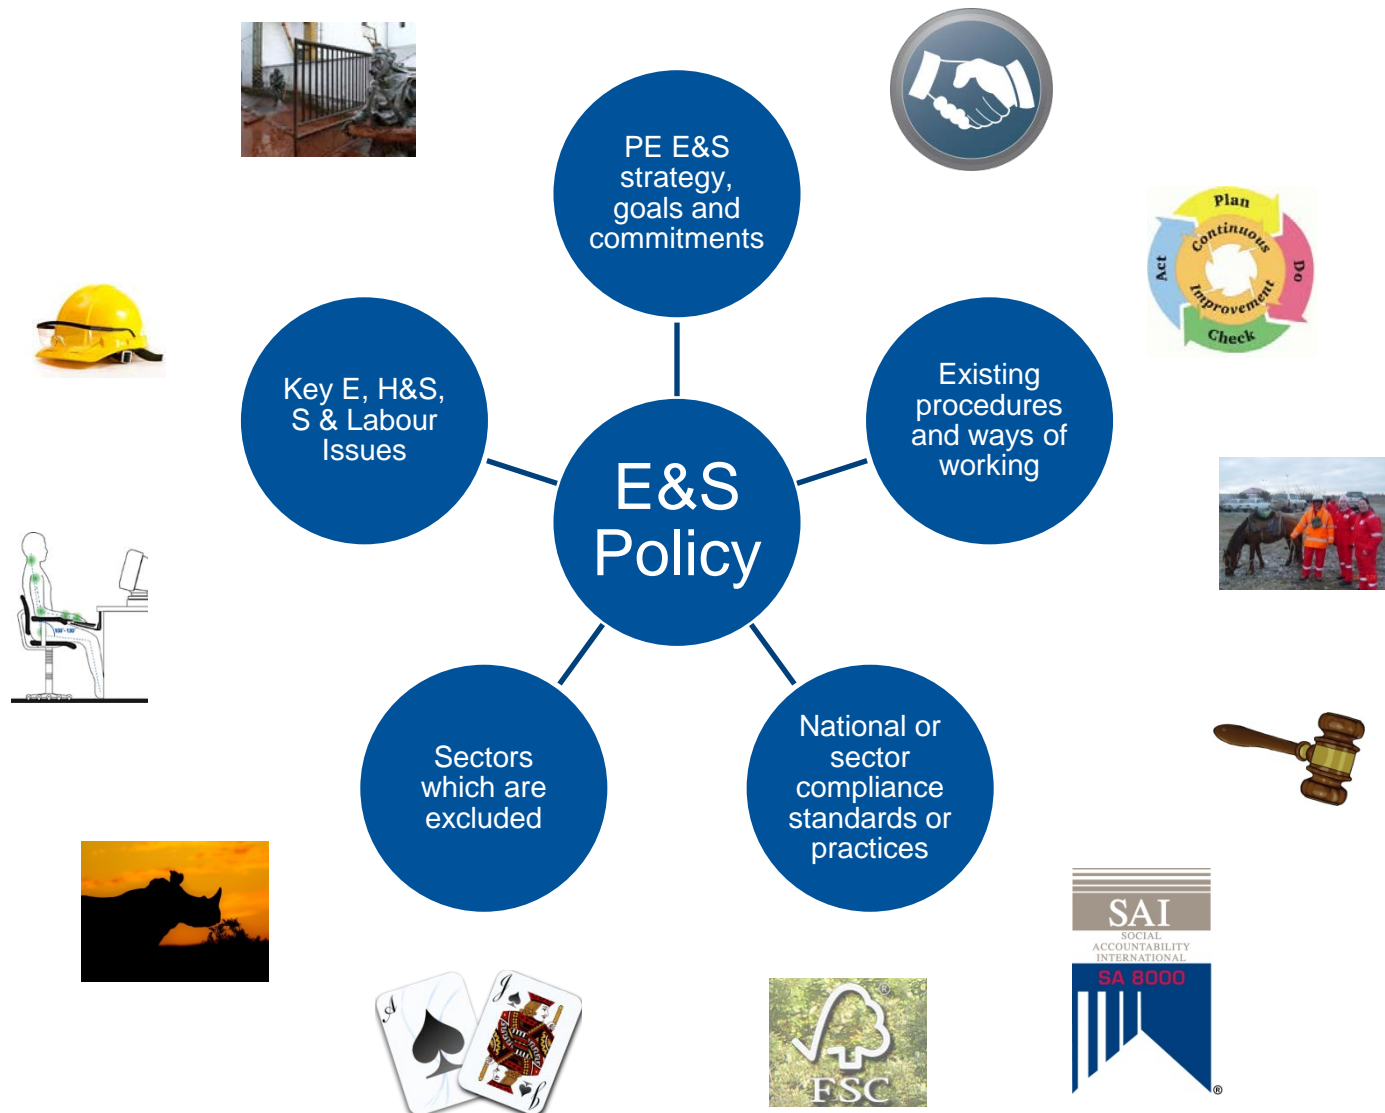 PE E&S
strategy,
goals and
commitments
Plan
Do
Check
Act
Continuous
Improvement
Key E, H&S,
S & Labour
Issues
Existing
procedures
and ways of
working
E&S
Policy
Sectors
which are
excluded
National or
sector
compliance
standards or
practices
SAI
SOCIAL
ACCOUNTABILITY
INTERNATIONAL
SA 8000
®
A
J
J
®
FSC